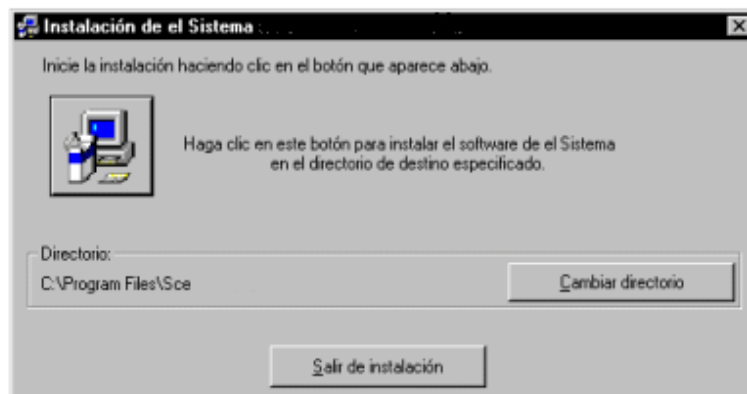 Instalación de el Sistema
Inicie la instalación haciendo clic en el botón que aparece abajo.
Haga clic en este botón para instalar el software de el Sistema
en el directorio de destino especificado.
Directorio:
C:\Program Files\Sce
Cambiar directorio
Salir de instalación